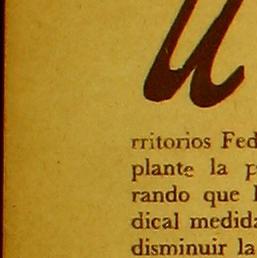 U
rritorios Fed
plante la p
rando que
dical medida
disminuir la